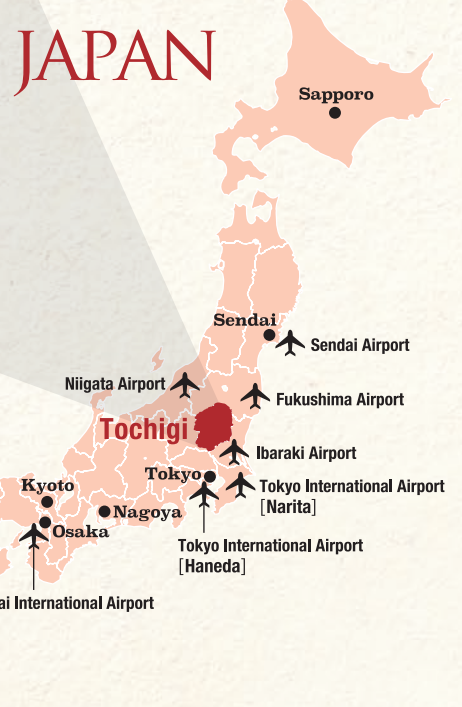 JAPAN
Sapporo
Sendai
Sendai Airport
Niigata Airport
Fukushima Airport
Tochigi
Ibaraki Airport
Tokyo
Kyoto
Tokyo International Airport
[Narita]
Nagoya
Osaka
Tokyo International Airport
[Haneda]
ai International Airport